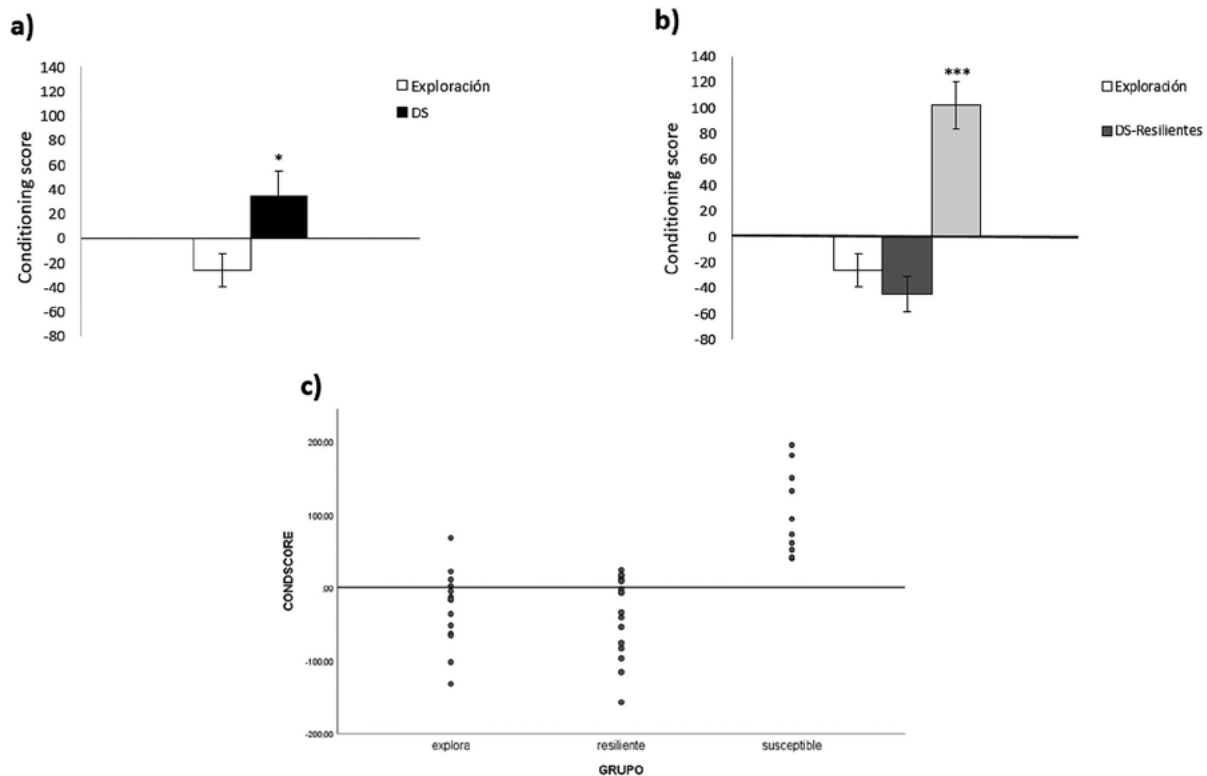 a)
Conditioning score
140
120
100
80
60
40
20
0
-20
-40
-60
-80
Exploración
DS
*
b)
Conditioning score
140
120
100
80
60
40
20
0
-20
-40
-60
-80
***
Exploración
DS-Resilientes
c)
CONDSCORE
200,00
100,00
,00
-100,00
-200,00
explora
resiliente
susceptible
GRUPO